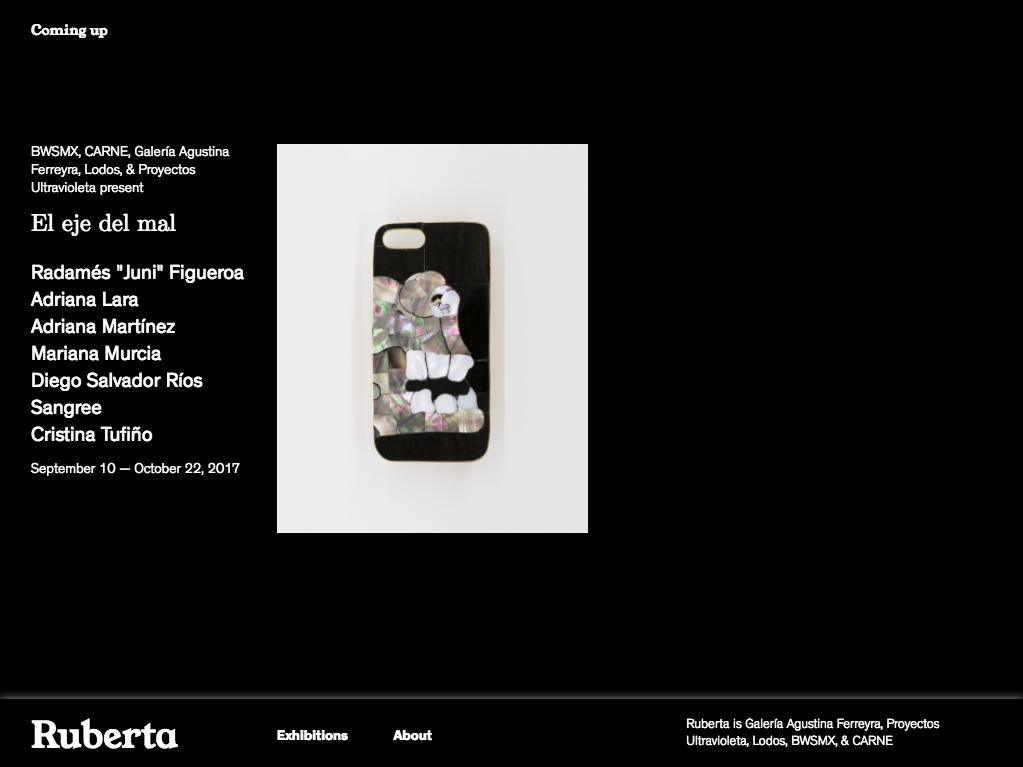 Coming up
BWSMX, CARNE, Galería Agustina
Ferreyra, Lodos, & Proyectos
Ultravioleta present
El eje del mal
Radamés "Juni" Figueroa
Adriana Lara
Adriana Martínez
Mariana Murcia
Diego Salvador Ríos
Sangree
Cristina Tufiño
September 10 — October 22, 2017
Ruberta
Exhibitions
About
Ruberta is Galería Agustina Ferreyra, Proyectos
Ultravioleta, Lodos, BWSMX, & CARNE